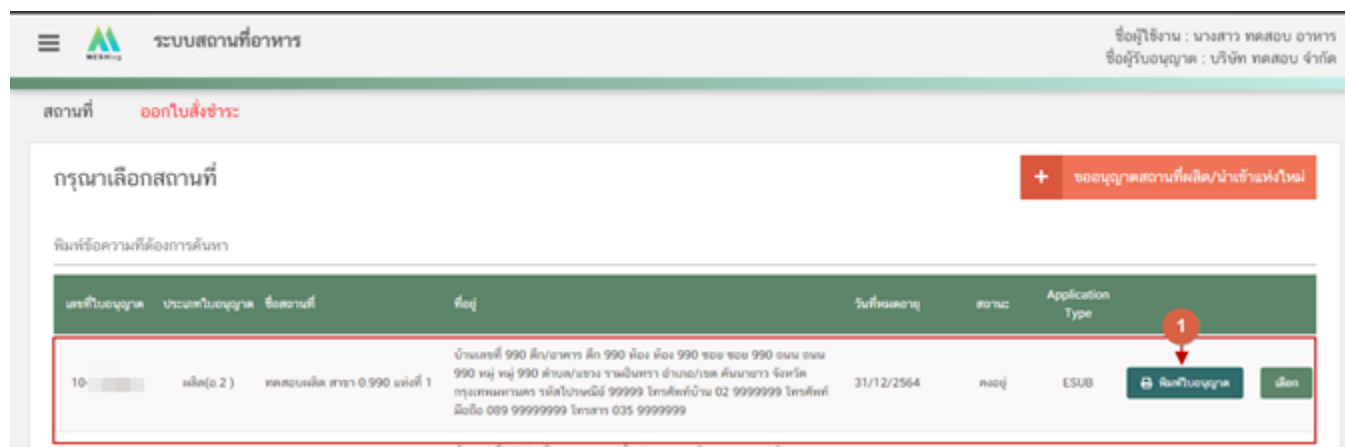 ระบบสถานที่อาหาร
ชื่อผู้ใช้งาน : นางสาว ทดสอบ อาหาร
ชื่อผู้รับอนุญาต : บริษัท ทดสอบ จำกัด
สถานที่ ออกใบสั่งชำระ
กรุณาเลือกสถานที่
+ ขออนุญาตสถานที่ผลิต/นำเข้าแห่งใหม่
พิมพ์ข้อความที่ต้องการค้นหา
เลขที่ใบอนุญาต ประเภทใบอนุญาต ชื่อสถานที่ ที่อยู่ วันที่หมดอายุ สถานะ Application Type
1
บ้านเลขที่ 990 ตึก/อาคาร ตึก 990 ห้อง ห้อง 990 ซอย ซอย 990 ถนน ถนน
990 หมู่ หมู่ 990 ตำบล/แขวง รามอินทรา อำเภอ/เขต คันนายาว จังหวัด
กรุงเทพมหานคร รหัสไปรษณีย์ 99999 โทรศัพท์บ้าน 02 9999999 โทรศัพท์
มือถือ 089 99999999 โทรสาร 035 9999999
10- ผลิต(อ.2 ) ทดสอบผลิต สาขา 0.990 แห่งที่ 1 31/12/2564 คงอยู่ ESUB พิมพ์ใบอนุญาต เลือก